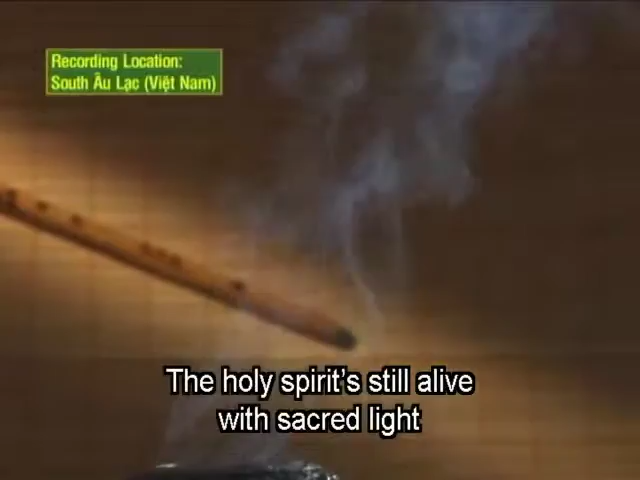 Recording Location:
South Âu Lạc (Việt Nam)
The holy spirit's still alive
with sacred light